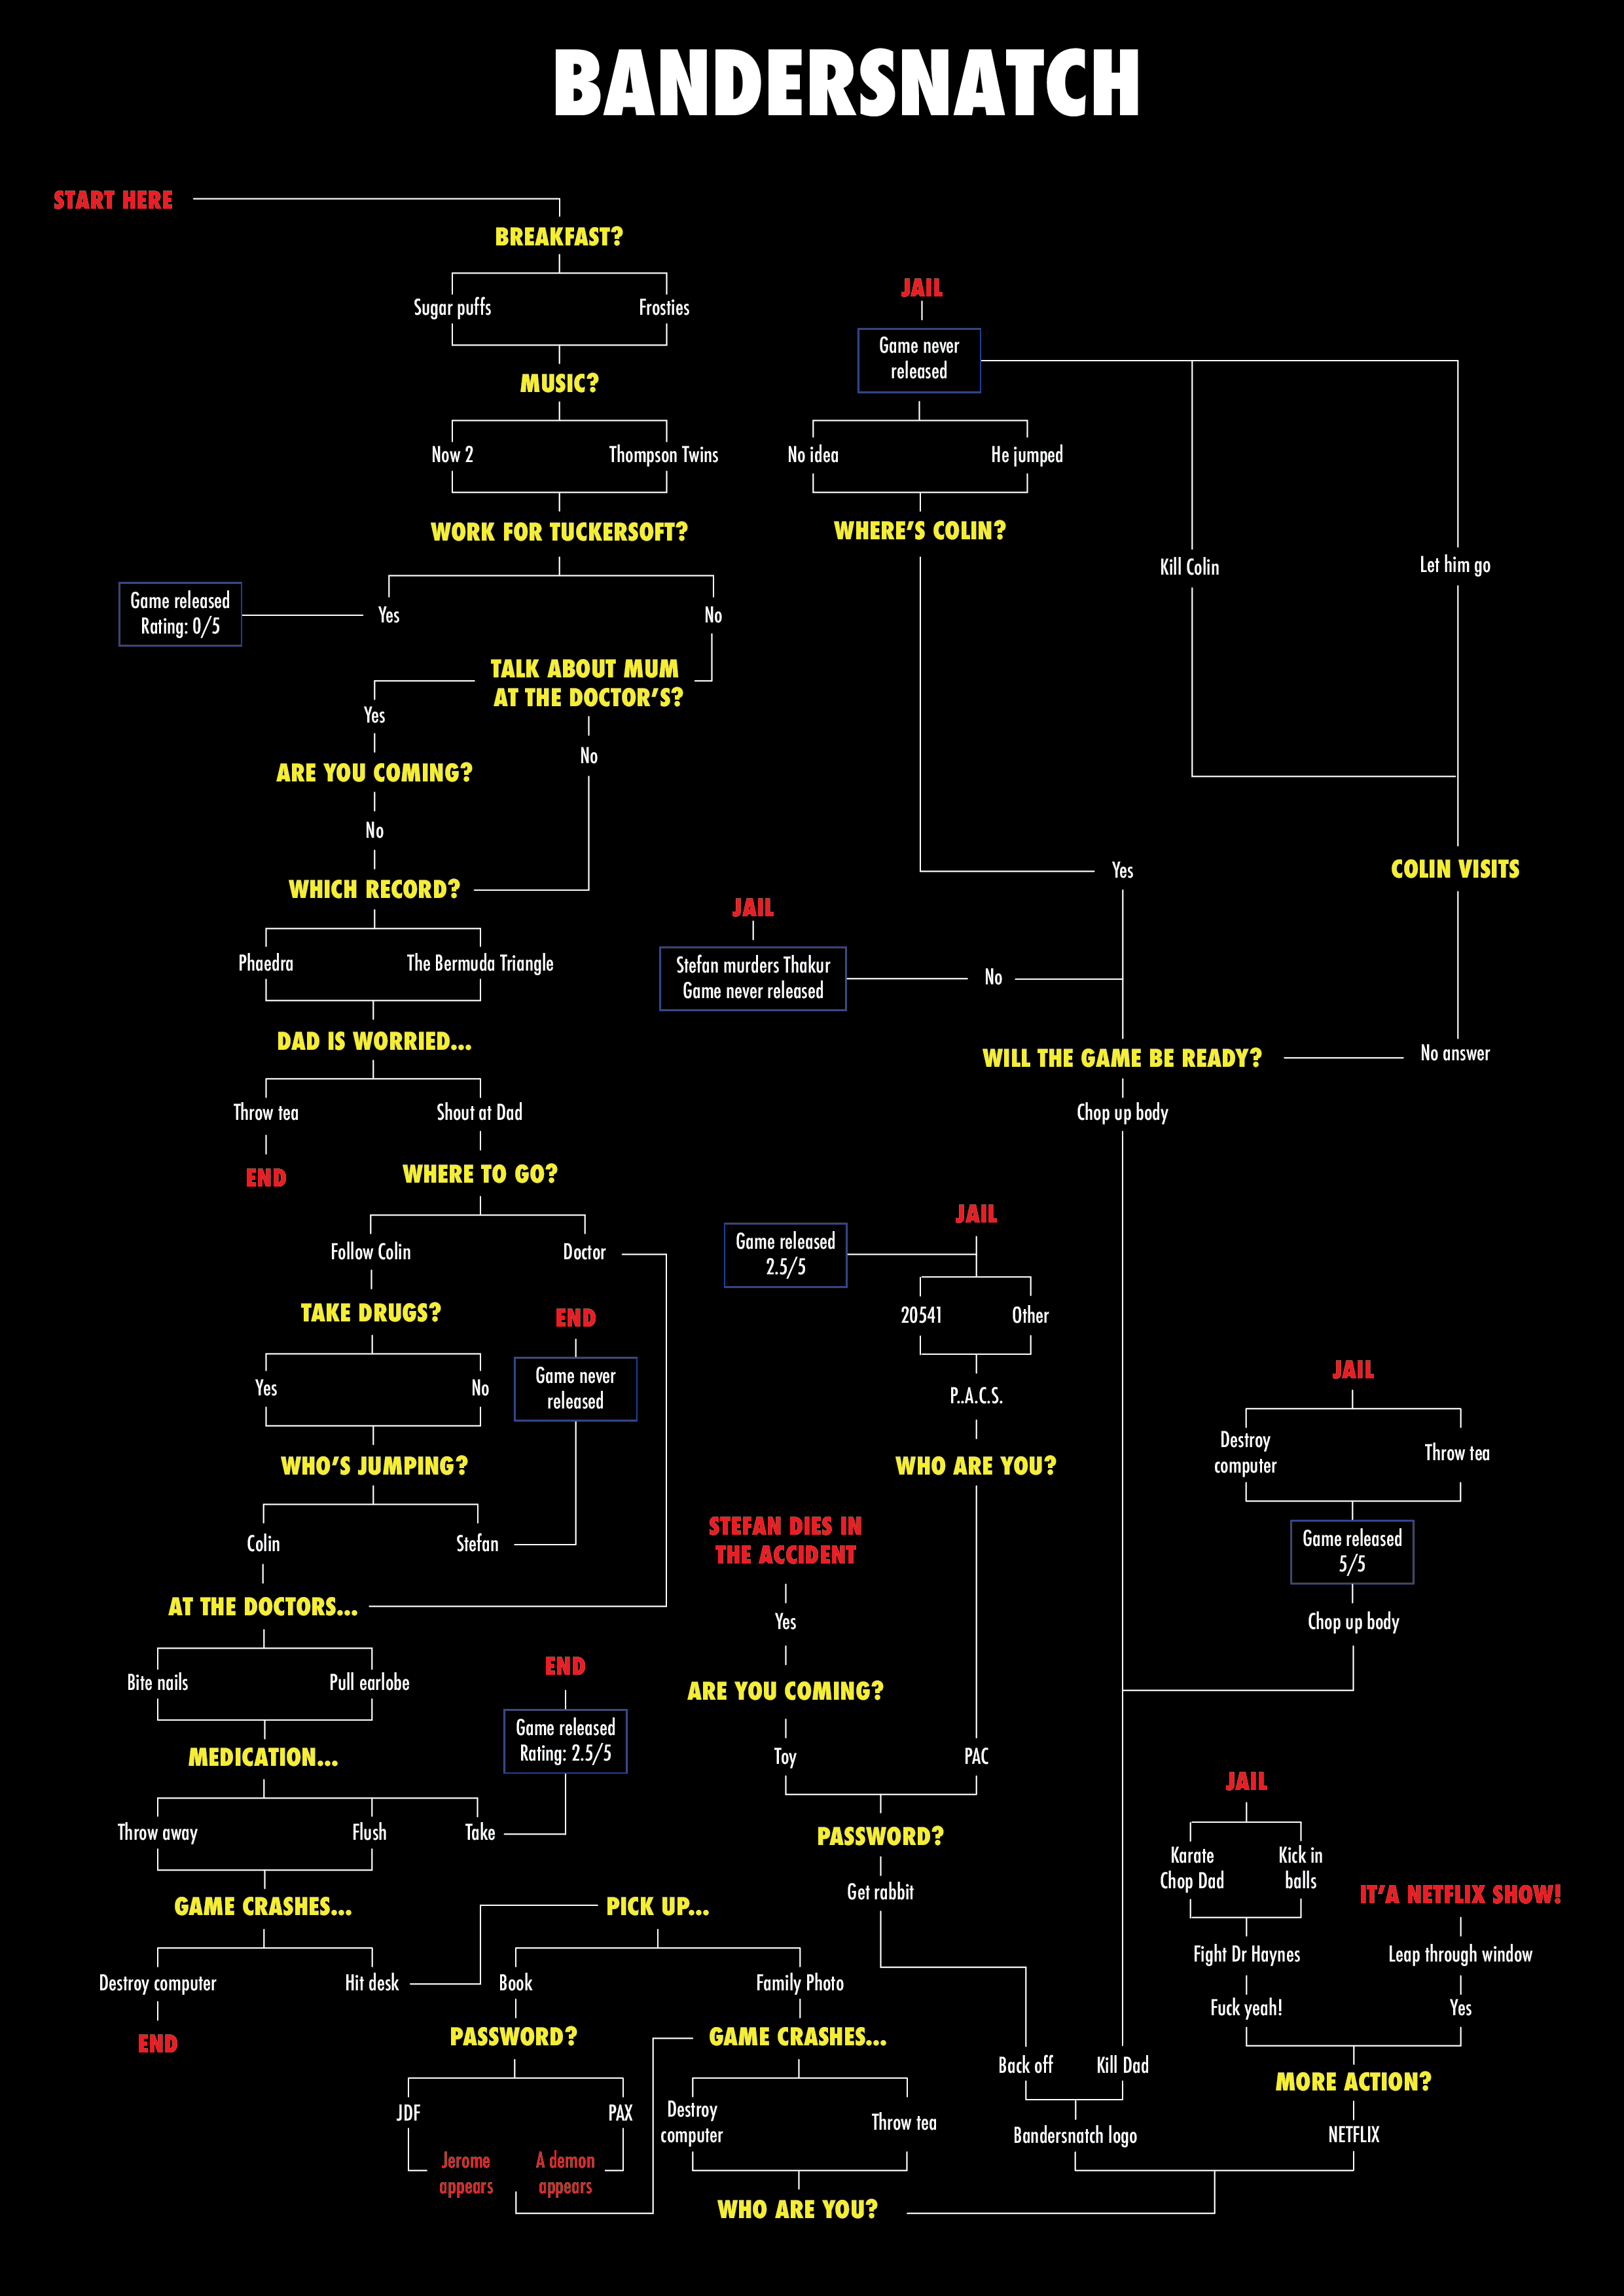 BANDERSNATCH
START HERE
BREAKFAST?
Sugar puffs
Frosties
MUSIC?
Now 2
Thompson Twins
WORK FOR TUCKERSOFT?
Game released
Rating: 0/5
Yes
No
TALK ABOUT MUM
AT THE DOCTOR'S?
Yes
No
ARE YOU COMING?
No
WHICH RECORD?
Phaedra
The Bermuda Triangle
DAD IS WORRIED...
Throw tea
Shout at Dad
END
WHERE TO GO?
Follow Colin
Doctor
TAKE DRUGS?
Yes
No
END
Game never
released
WHO'S JUMPING?
Colin
Stefan
AT THE DOCTORS...
Bite nails
Pull earlobe
MEDICATION...
END
Game released
Rating: 2.5/5
Throw away
Flush
Take
GAME CRASHES...
Destroy computer
Hit desk
END
PICK UP...
Book
Family Photo
PASSWORD?
JDF
PAX
Jerome
appears
A demon
appears
GAME CRASHES...
Destroy
computer
Throw tea
WHO ARE YOU?
JAIL
Game never
released
No idea
He jumped
WHERE'S COLIN?
Kill Colin
Let him go
Yes
COLIN VISITS
JAIL
Stefan murders Thakur
Game never released
No
WILL THE GAME BE READY?
No answer
Chop up body
JAIL
Game released
2.5/5
20541
Other
P..A.C.S.
WHO ARE YOU?
STEFAN DIES IN
THE ACCIDENT
Yes
ARE YOU COMING?
Toy
PAC
PASSWORD?
Get rabbit
Back off
Kill Dad
Bandersnatch logo
JAIL
Destroy
computer
Throw tea
Game released
5/5
Chop up body
JAIL
Karate
Chop Dad
Kick in
balls
IT'A NETFLIX SHOW!
Fight Dr Haynes
Leap through window
Fuck yeah!
Yes
MORE ACTION?
NETFLIX